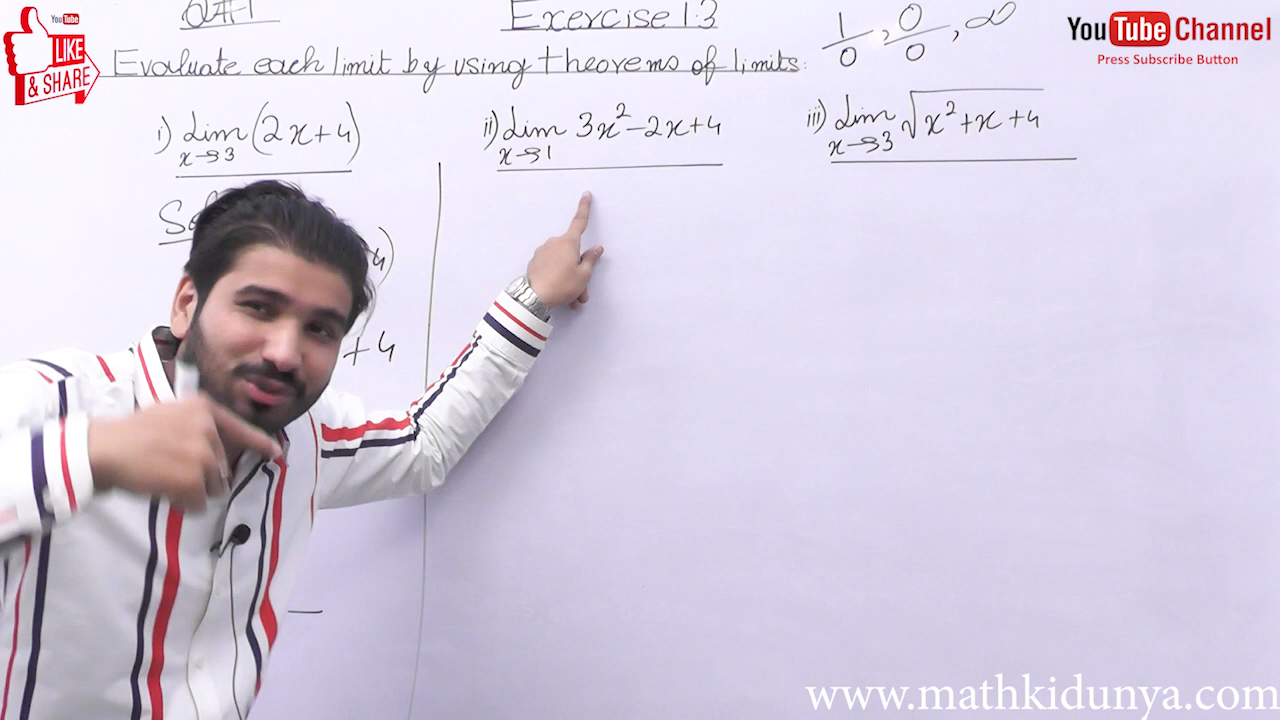 Exercise 1.3
1/0, 0/0, ∞
Evaluate each limit by using theorems of limits.
i) Lim x→3 (2x+4)
ii) Lim x→1 3x²-2x+4
iii) Lim x→3 √x²+x+4
4)
+ 4
YouTube
LIKE
& SHARE
YouTube Channel
Press Subscribe Button
www.mathkidunya.com